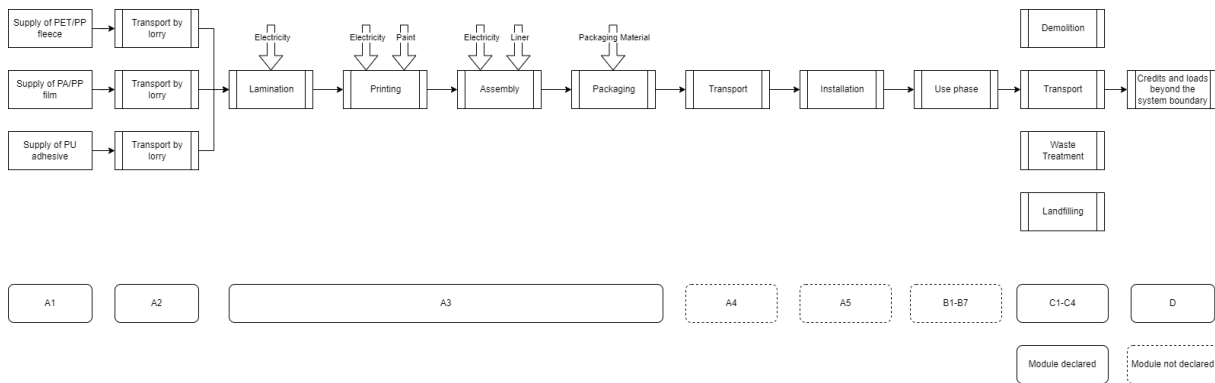 Supply of PET/PP
fleece
Transport by
lorry
Supply of PA/PP
film
Transport by
lorry
Supply of PU
adhesive
Transport by
lorry
Electricity
Lamination
Electricity
Paint
Printing
Electricity
Liner
Assembly
Packaging Material
Packaging
Transport
Installation
Use phase
Demolition
Transport
Waste
Treatment
Landfilling
Credits and loads
beyond the
system boundary
A1
A2
A3
A4
A5
B1-B7
C1-C4
D
Module declared
Module not declared